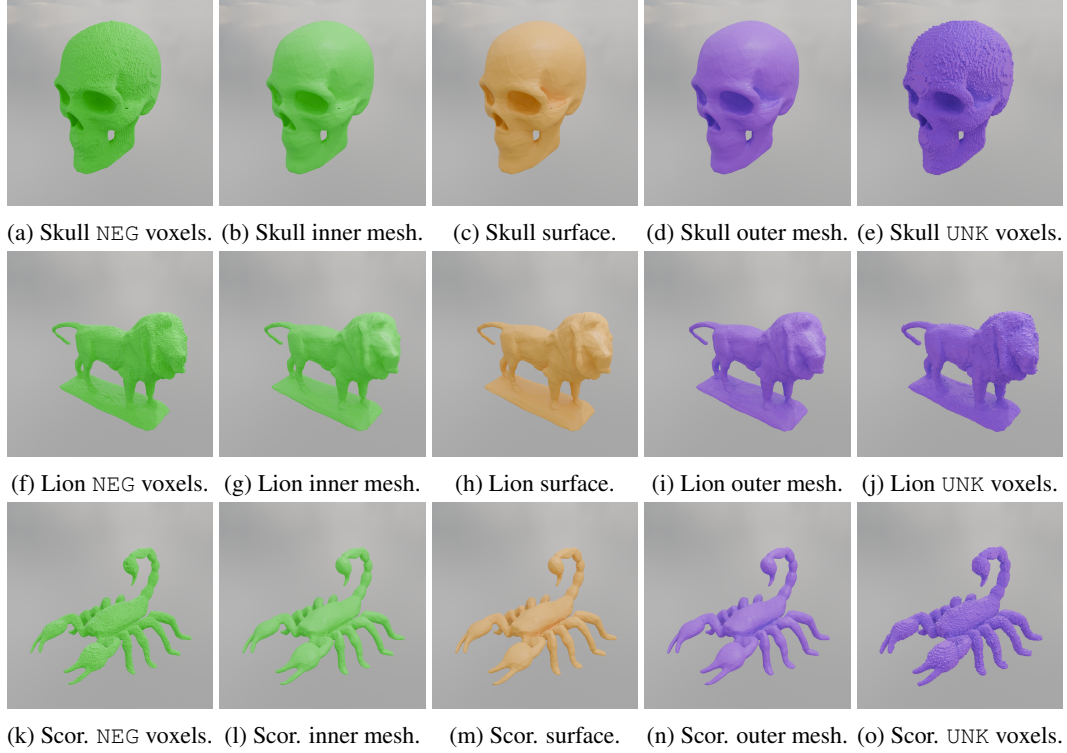 (a) Skull NEG voxels. (b) Skull inner mesh. (c) Skull surface. (d) Skull outer mesh. (e) Skull UNK voxels.
(f) Lion NEG voxels. (g) Lion inner mesh. (h) Lion surface. (i) Lion outer mesh. (j) Lion UNK voxels.
(k) Scor. NEG voxels. (l) Scor. inner mesh. (m) Scor. surface. (n) Scor. outer mesh. (o) Scor. UNK voxels.